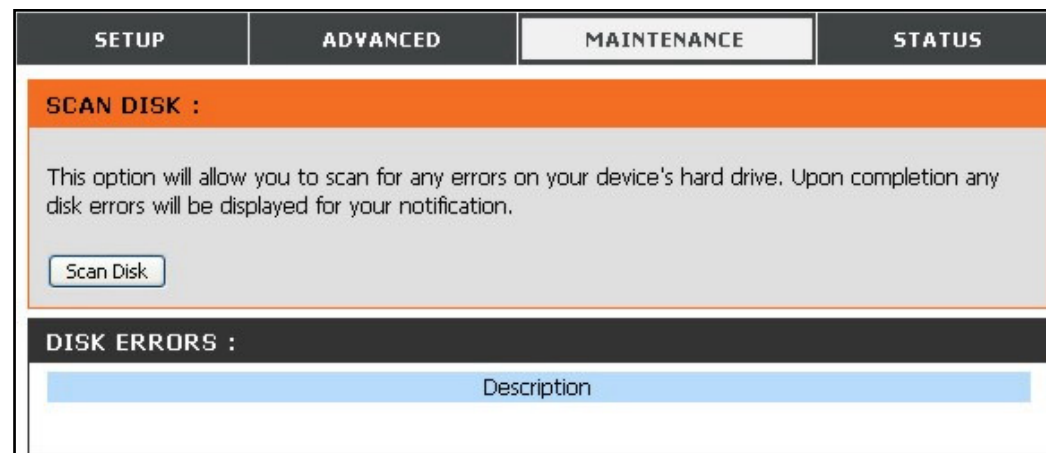 SETUP ADVANCED MAINTENANCE STATUS
SCAN DISK :
This option will allow you to scan for any errors on your device's hard drive. Upon completion any
disk errors will be displayed for your notification.
Scan Disk
DISK ERRORS :
Description